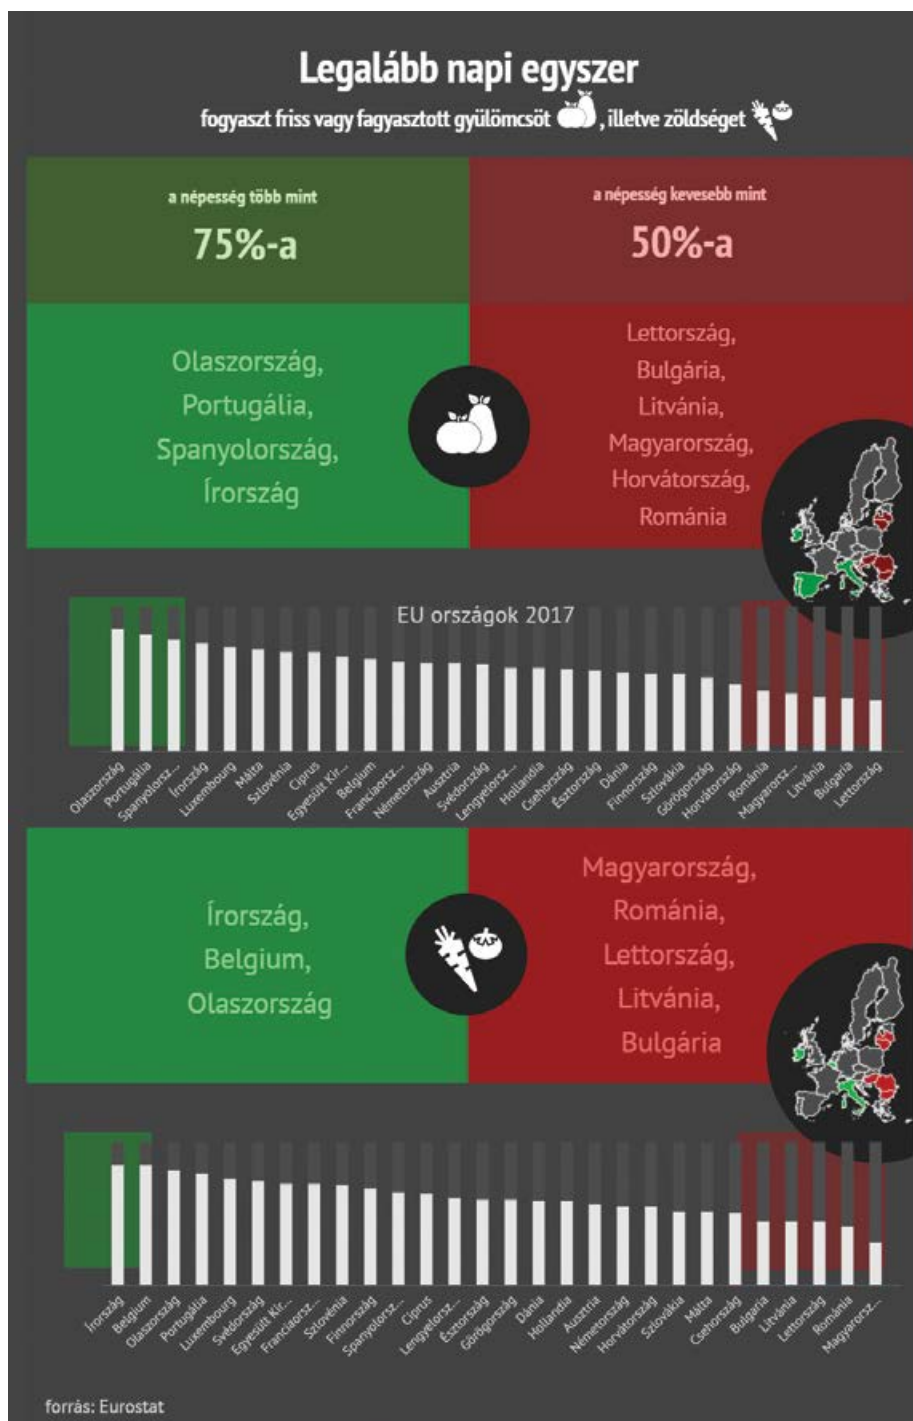 Legalább napi egyszer
fogyaszt friss vagy fagyasztott gyülömcsöt , illetve zöldséget
a népesség több mint
75%-a
a népesség kevesebb mint
50%-a
Olaszország,
Portugália,
Spanyolország,
Írország
Lettország,
Bulgária,
Litvánia,
Magyarország,
Horvátország,
Románia
EU országok 2017
Olaszország
Portugália
Spanyolorsz...
Írország
Luxembourg
Málta
Szlovénia
Ciprus
Egyesült Kir...
Belgium
Franciaorsz...
Németország
Austria
Svédország
Lengyelorsz...
Hollandia
Csehország
Észtország
Dánia
Finnország
Szlovákia
Görögország
Horvátország
Románia
Magyarorsz...
Litvánia
Bulgaria
Lettország
Írország,
Belgium,
Olaszország
Magyarország,
Románia,
Lettország,
Litvánia,
Bulgária
Írország
Belgium
Olaszország
Portugália
Luxembourg
Svédország
Egyesült Kir...
Franciaorsz...
Szlovénia
Finnország
Spanyolorsz...
Ciprus
Lengyelorsz...
Észtország
Görögország
Dánia
Hollandia
Austria
Németország
Horvátország
Szlovákia
Málta
Csehország
Bulgaria
Litvánia
Lettország
Románia
Magyarorsz...
forrás: Eurostat